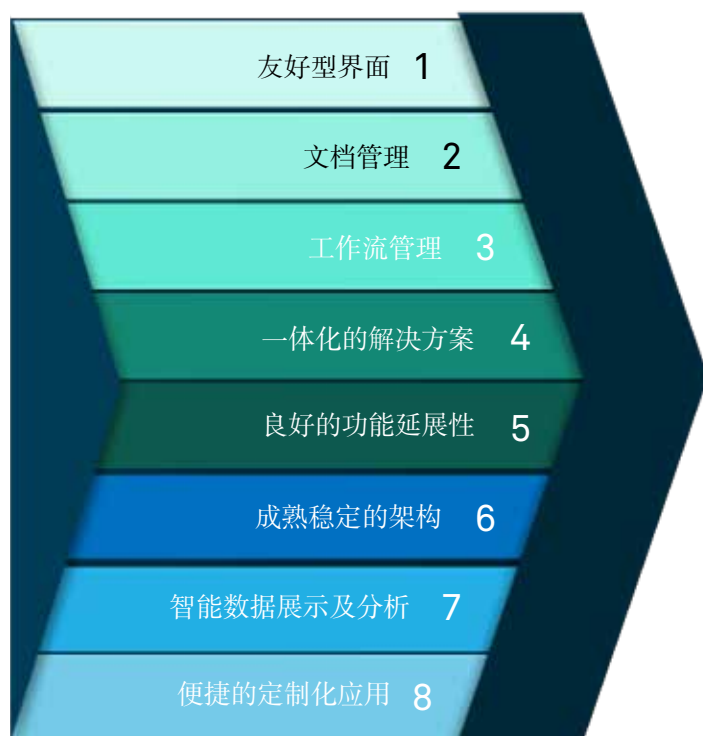 友好型界面 1
文档管理 2
工作流管理 3
一体化的解决方案 4
良好的功能延展性 5
成熟稳定的架构 6
智能数据展示及分析 7
便捷的定制化应用 8